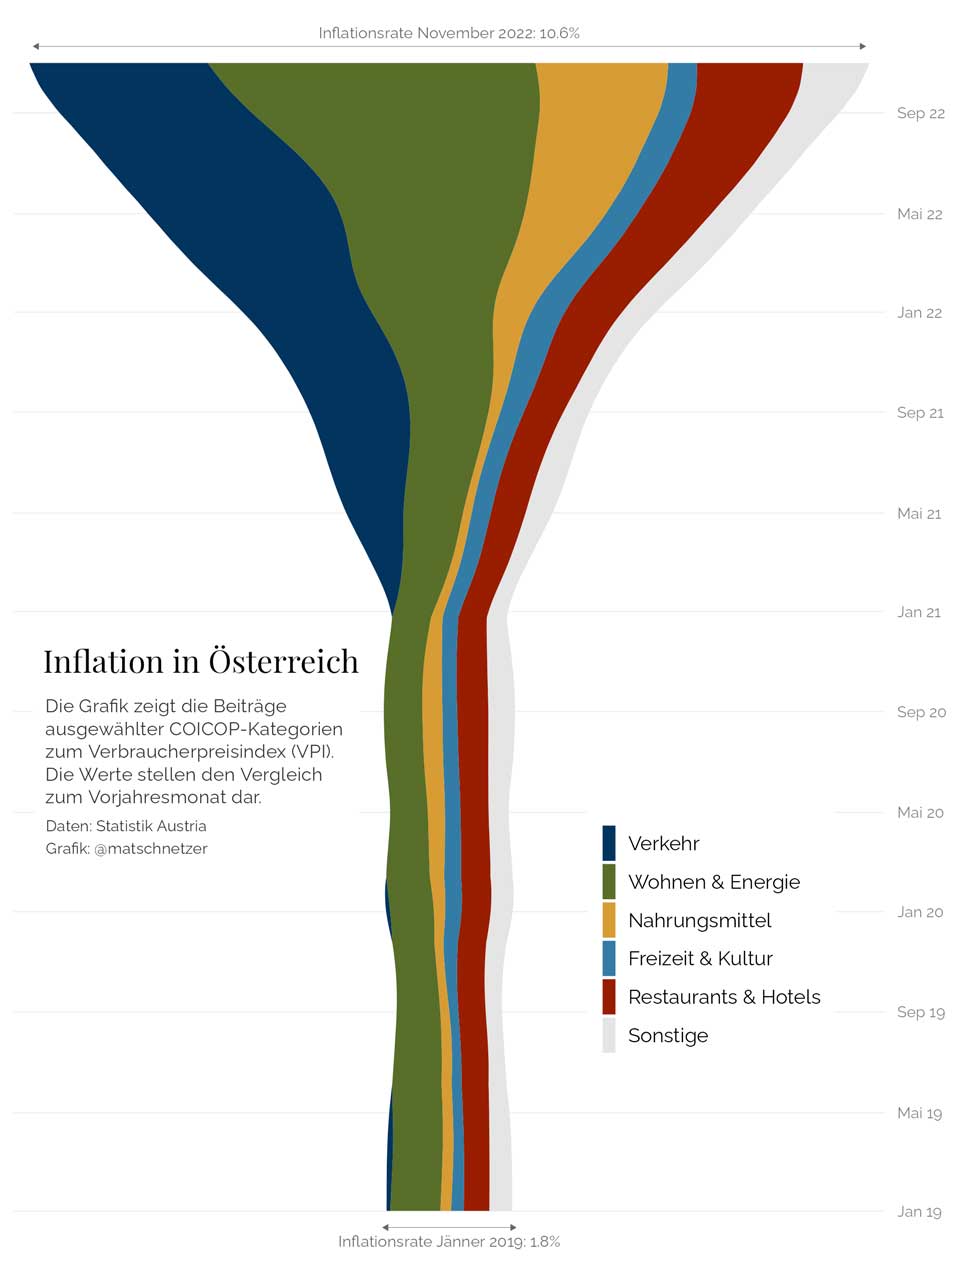 Inflationsrate November 2022: 10.6%
Sep 22
Mai 22
Jan 22
Sep 21
Mai 21
Jan 21
Inflation in Österreich
Die Grafik zeigt die Beiträge
ausgewählter COICOP-Kategorien
zum Verbraucherpreisindex (VPI).
Die Werte stellen den Vergleich
zum Vorjahresmonat dar.
Daten: Statistik Austria
Grafik: @matschnetzer
Sep 20
Mai 20
Verkehr
Wohnen & Energie
Nahrungsmittel
Freizeit & Kultur
Restaurants & Hotels
Sonstige
Jan 20
Sep 19
Mai 19
Jan 19
Inflationsrate Jänner 2019: 1.8%